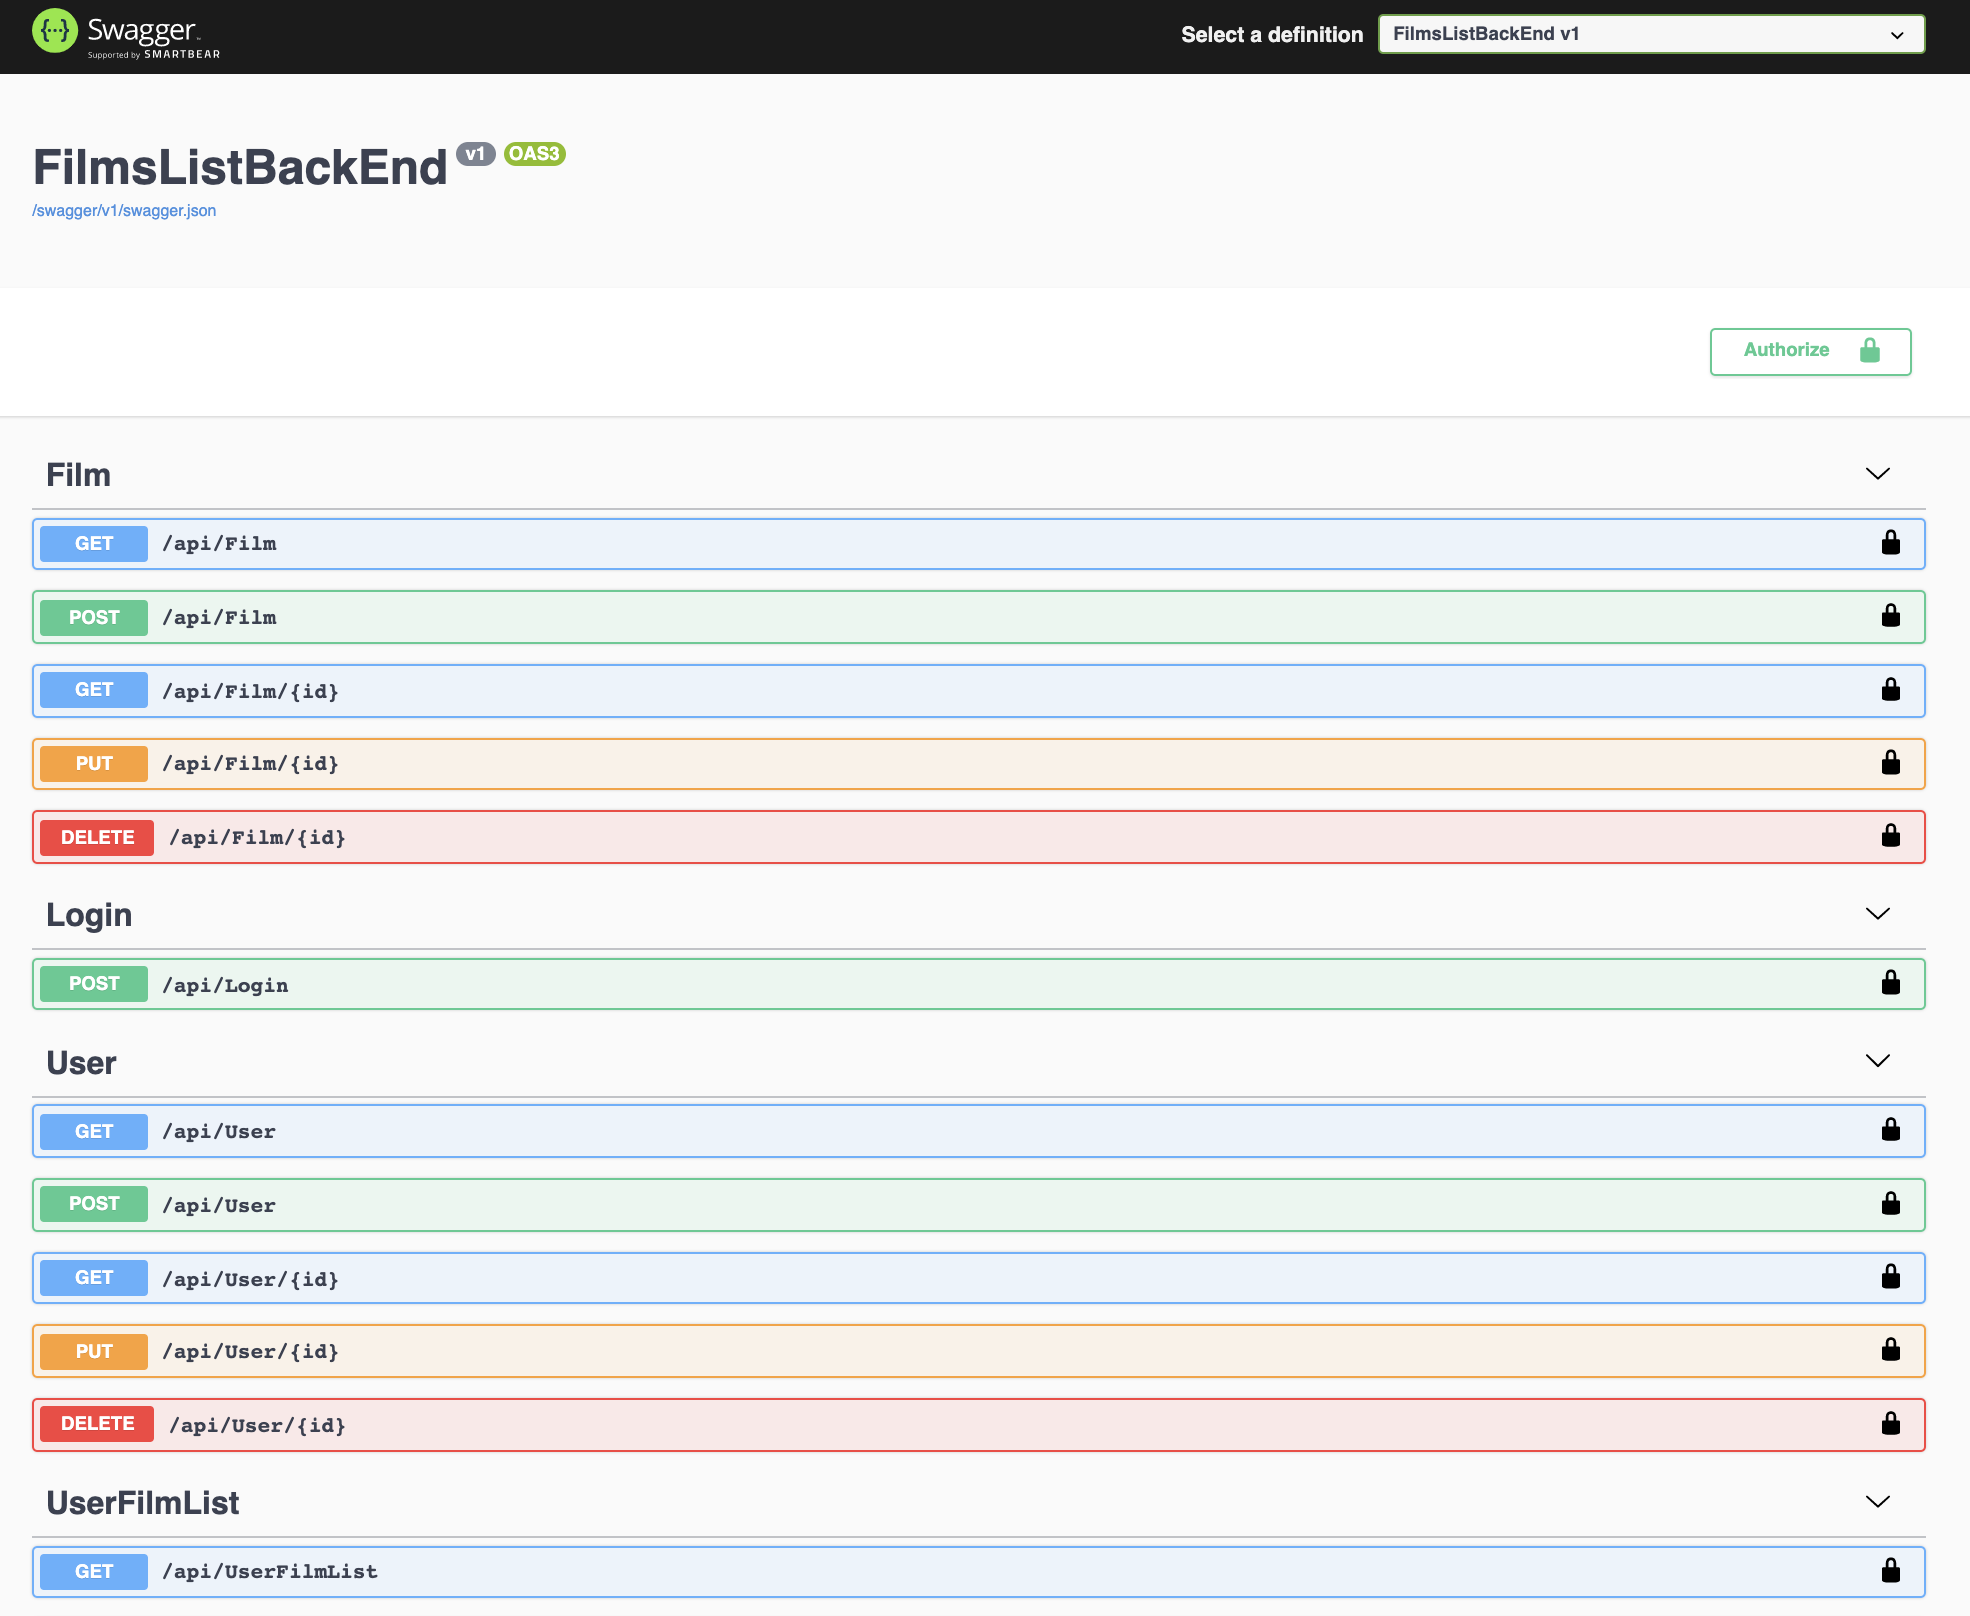 {···} Swagger™
Supported by SMARTBEAR
Select a definition
FilmsListBackEnd v1
FilmsListBackEnd v1 OAS3
/swagger/v1/swagger.json
Authorize
Film
GET /api/Film
POST /api/Film
GET /api/Film/{id}
PUT /api/Film/{id}
DELETE /api/Film/{id}
Login
POST /api/Login
User
GET /api/User
POST /api/User
GET /api/User/{id}
PUT /api/User/{id}
DELETE /api/User/{id}
UserFilmList
GET /api/UserFilmList